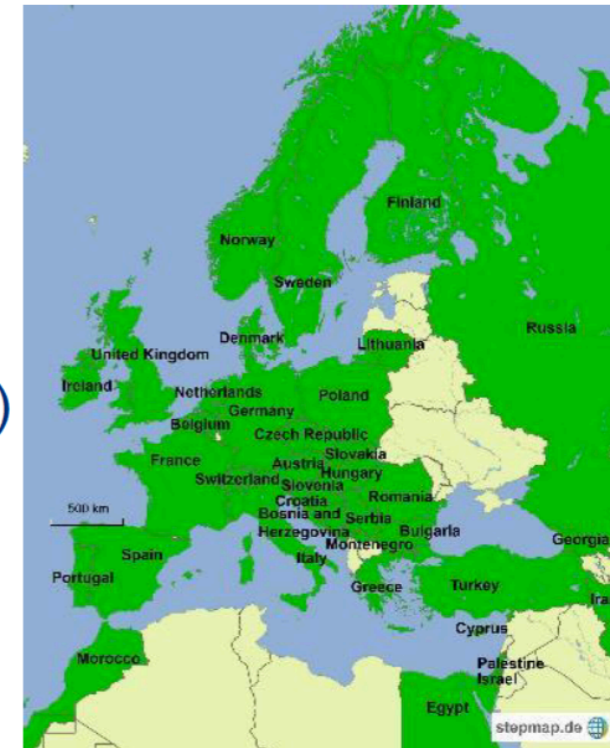 Finland
Norway
Sweden
Russia
Denmark
Lithuania
United Kingdom
Ireland
Netherlands
Poland
Germany
Belgium
Czech Republic
Slovakia
France
Austria
Hungary
Switzerland
Slovenia
Romania
Croatia
500 km
Bosnia and
Herzegovina
Serbia
Bulgaria
Montenegro
Georgia
Spain
Italy
Portugal
Greece
Turkey
Ira
Cyprus
Morocco
Palestine
Israel
Egypt
stepmap.de
)